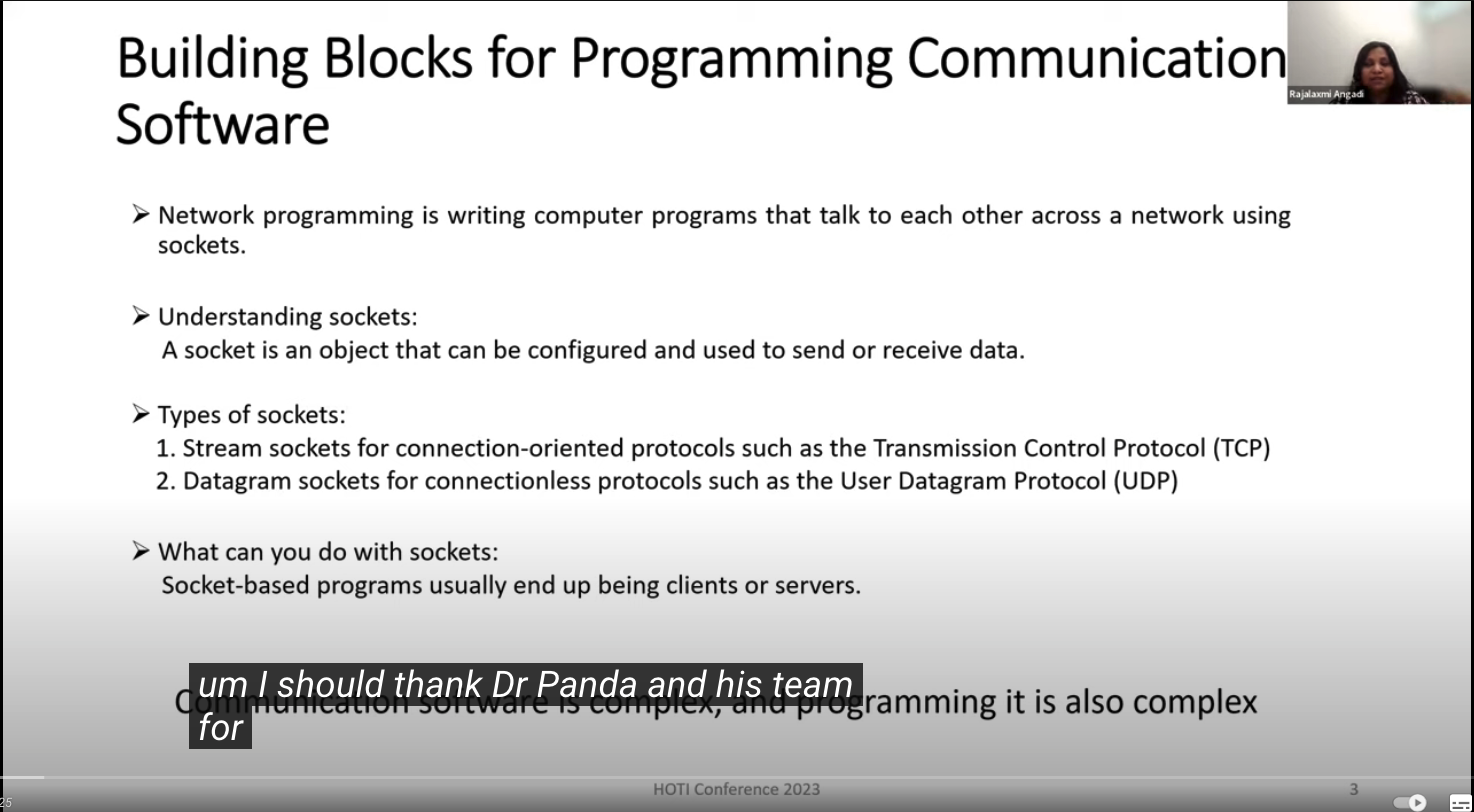 Building Blocks for Programming Communication
Software
Rajalaxmi Angadi
➢ Network programming is writing computer programs that talk to each other across a network using
sockets.
➢ Understanding sockets:
A socket is an object that can be configured and used to send or receive data.
➢ Types of sockets:
1. Stream sockets for connection-oriented protocols such as the Transmission Control Protocol (TCP)
2. Datagram sockets for connectionless protocols such as the User Datagram Protocol (UDP)
➢ What can you do with sockets:
Socket-based programs usually end up being clients or servers.
um I should thank Dr Panda and his team
for
Communication software is complex, and programming it is also complex
HOTI Conference 2023
3
25